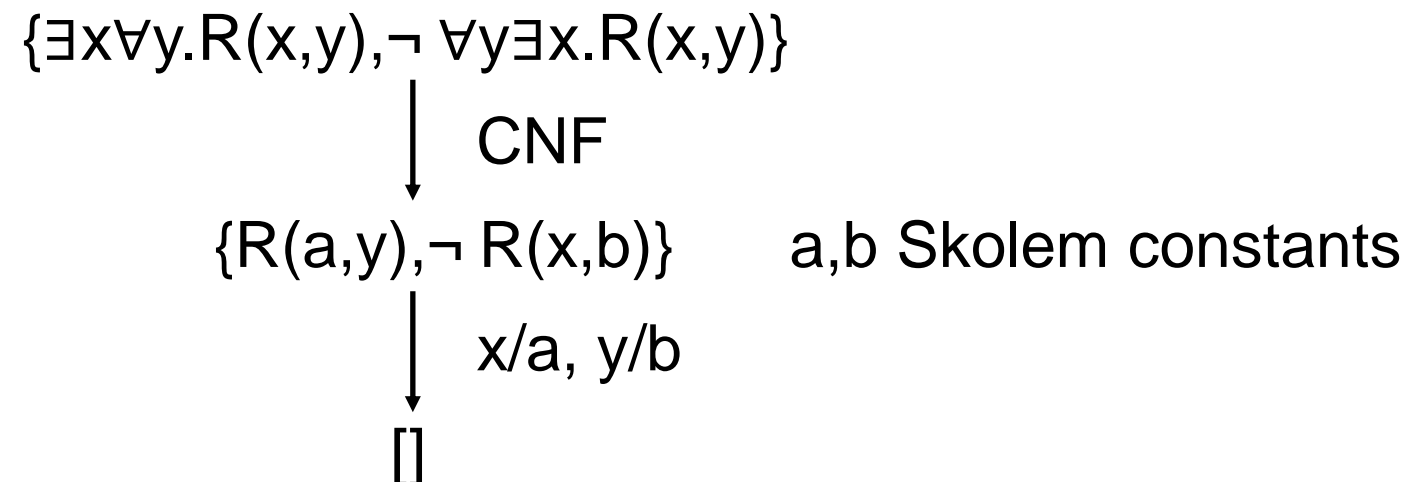 {∃x∀y.R(x,y),¬ ∀y∃x.R(x,y)}
CNF
{R(a,y),¬ R(x,b)} a,b Skolem constants
x/a, y/b
[]